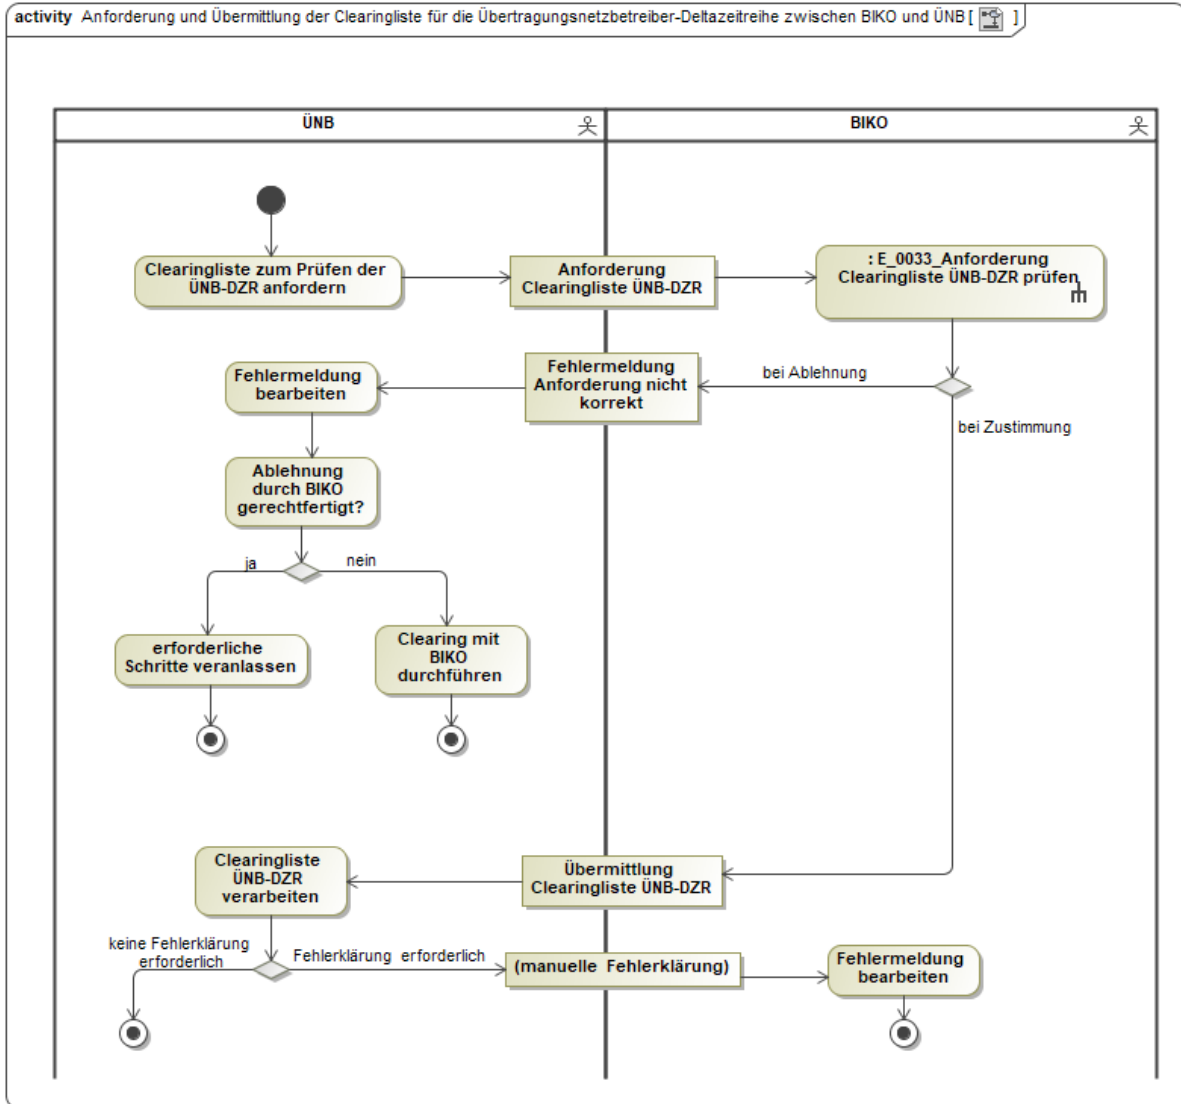 activity Anforderung und Übermittlung der Clearingliste für die Übertragungsnetzbetreiber-Deltazeitreihe zwischen BIKO und ÜNB [ ]
ÜNB
BIKO
Clearingliste zum Prüfen der
ÜNB-DZR anfordern
Anforderung
Clearingliste ÜNB-DZR
: E_0033_Anforderung
Clearingliste ÜNB-DZR prüfen
Fehlermeldung
bearbeiten
Fehlermeldung
Anforderung nicht
korrekt
bei Ablehnung
bei Zustimmung
Ablehnung
durch BIKO
gerechtfertigt?
ja
nein
erforderliche
Schritte veranlassen
Clearing mit
BIKO
durchführen
Clearingliste
ÜNB-DZR
verarbeiten
Übermittlung
Clearingliste ÜNB-DZR
keine Fehlerklärung
erforderlich
Fehlerklärung erforderlich
(manuelle Fehlerklärung)
Fehlermeldung
bearbeiten